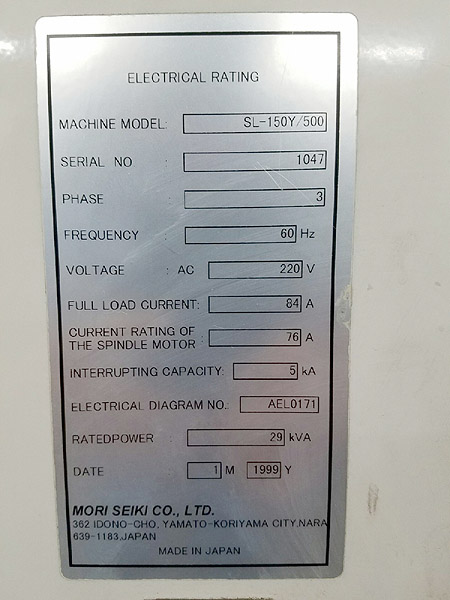 ELECTRICAL RATING
MACHINE MODEL: SL-150Y/500
SERIAL NO : 1047
PHASE : 3
FREQUENCY : 60 Hz
VOLTAGE : AC 220 V
FULL LOAD CURRENT: 84 A
CURRENT RATING OF
THE SPINDLE MOTOR : 76 A
INTERRUPTING CAPACITY: 5 kA
ELECTRICAL DIAGRAM NO.: AEL0171
RATEDPOWER : 29 kVA
DATE : 1 M 1999 Y
MORI SEIKI CO., LTD.
362 IDONO-CHO, YAMATO-KORIYAMA CITY,NARA
639-1183,JAPAN
MADE IN JAPAN